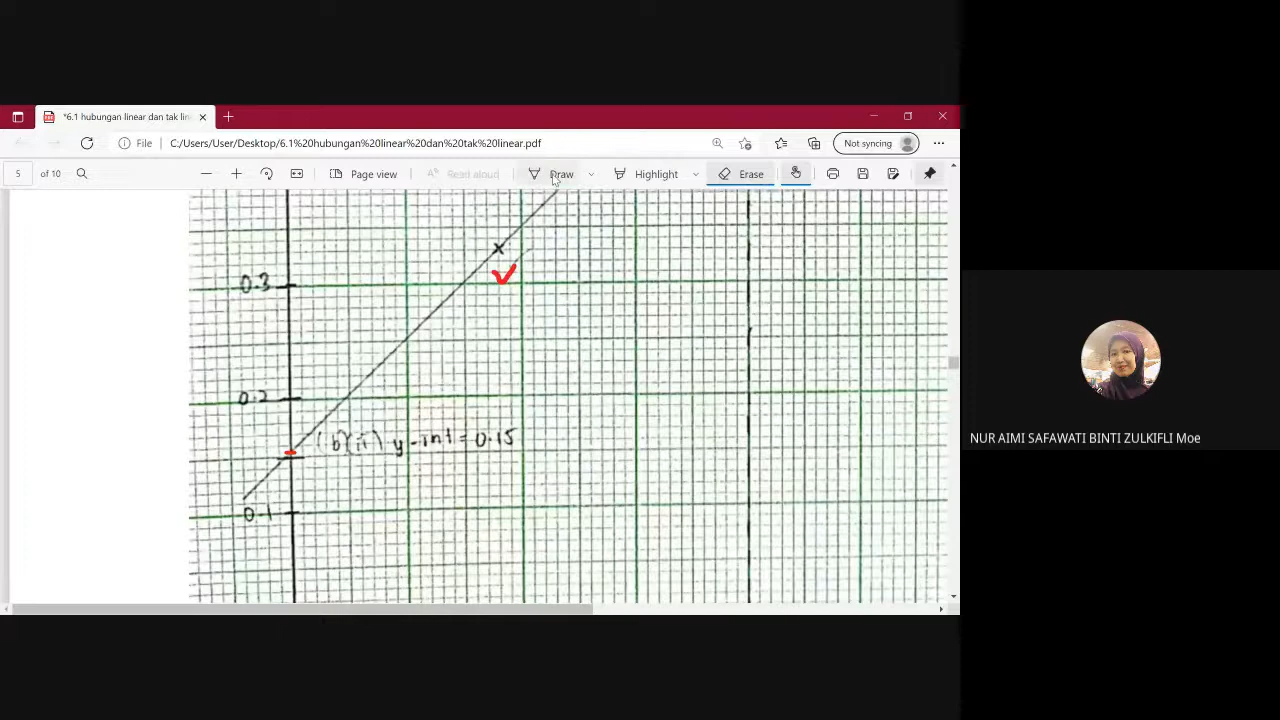 *6.1 hubungan linear dan tak lin
File
C:/Users/User/Desktop/6.1%20hubungan%20linear%20dan%20tak%20linear.pdf
Not syncing
5 of 10
Page view
Read aloud
Draw
Highlight
Erase
0.3
0.2
(b)(ii) y-int = 0.15
0.1
NUR AIMI SAFAWATI BINTI ZULKIFLI Moe